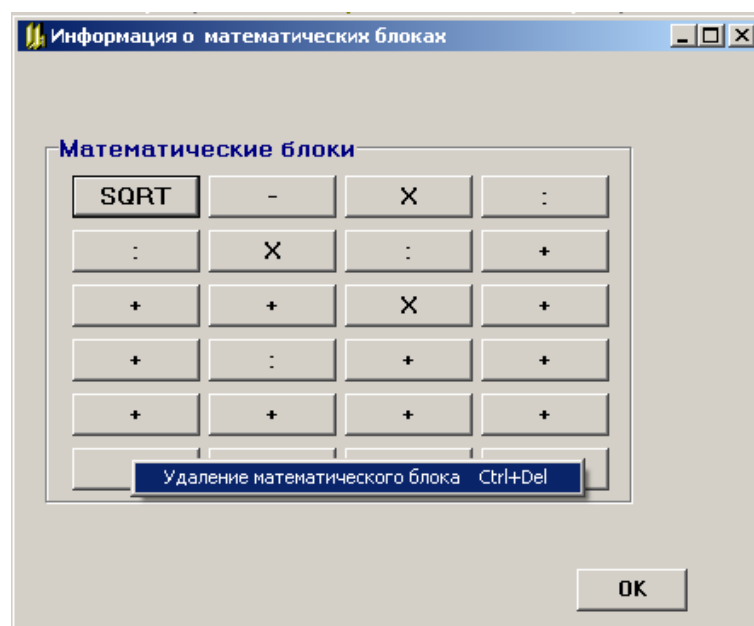 Информация о математических блоках
Математические блоки
SQRT - X :
: X : +
+ + X +
+ : + +
+ + + +
Удаление математического блока Ctrl+Del
OK